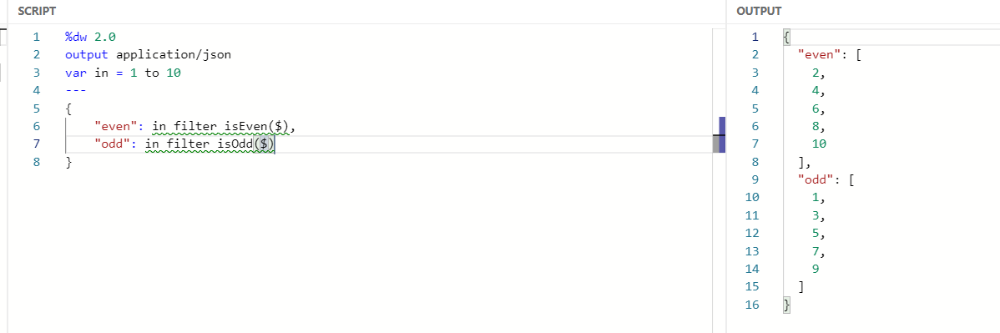 SCRIPT
1 %dw 2.0
2 output application/json
3 var in = 1 to 10
4 ---
5 {
6     "even": in filter isEven($),
7     "odd": in filter isOdd($)
8 }
OUTPUT
1 {
2   "even": [
3     2,
4     4,
5     6,
6     8,
7     10
8   ],
9   "odd": [
10     1,
11     3,
12     5,
13     7,
14     9
15   ]
16 }